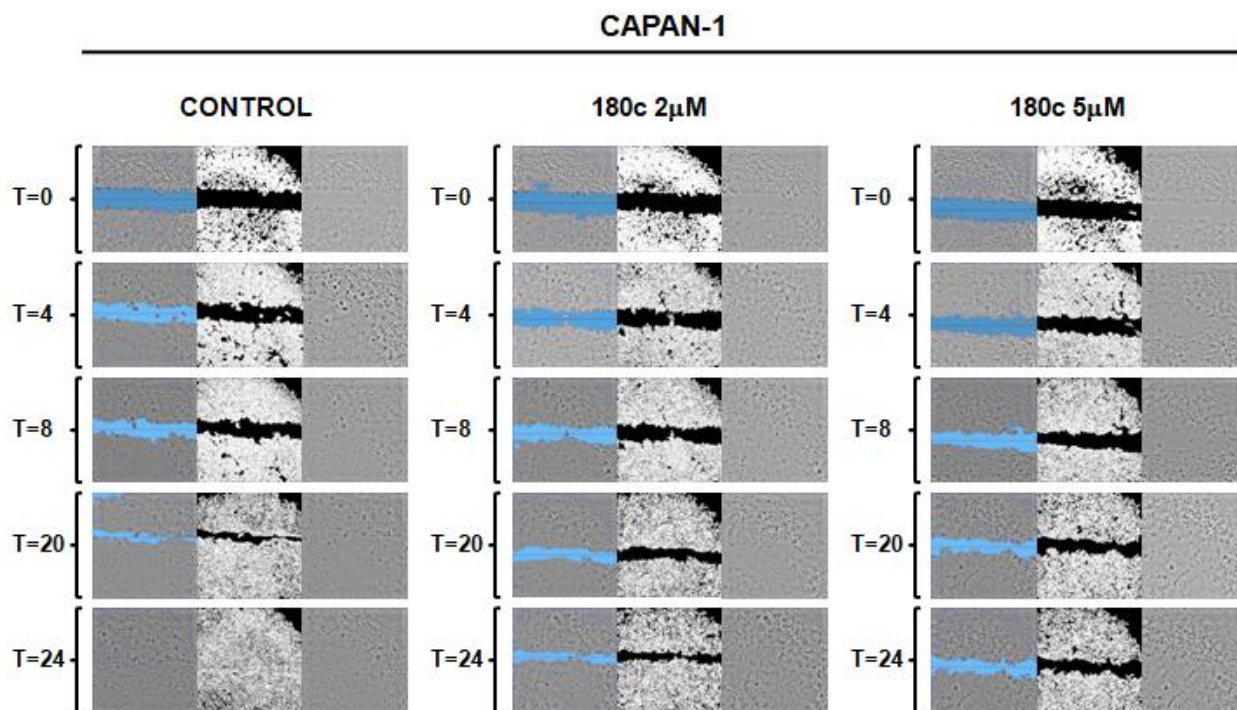 CAPAN-1
CONTROL 180c 2μM 180c 5μM
T=0 T=0 T=0
T=4 T=4 T=4
T=8 T=8 T=8
T=20 T=20 T=20
T=24 T=24 T=24